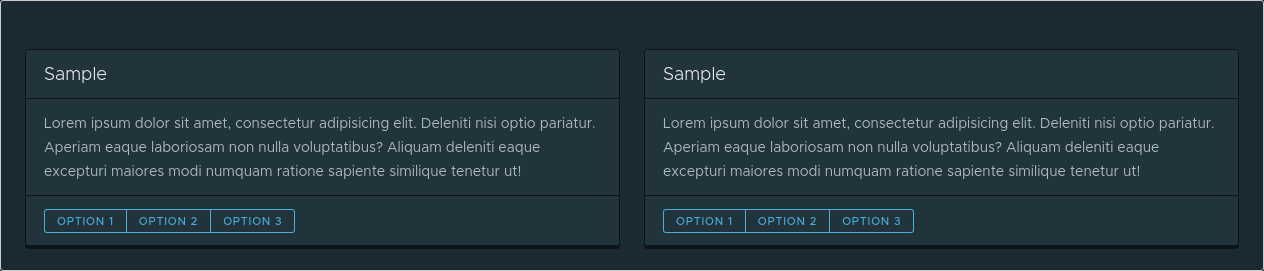 Sample
Lorem ipsum dolor sit amet, consectetur adipisicing elit. Deleniti nisi optio pariatur.
Aperiam eaque laboriosam non nulla voluptatibus? Aliquam deleniti eaque
excepturi maiores modi numquam ratione sapiente similique tenetur ut!
OPTION 1 OPTION 2 OPTION 3
Sample
Lorem ipsum dolor sit amet, consectetur adipisicing elit. Deleniti nisi optio pariatur.
Aperiam eaque laboriosam non nulla voluptatibus? Aliquam deleniti eaque
excepturi maiores modi numquam ratione sapiente similique tenetur ut!
OPTION 1 OPTION 2 OPTION 3